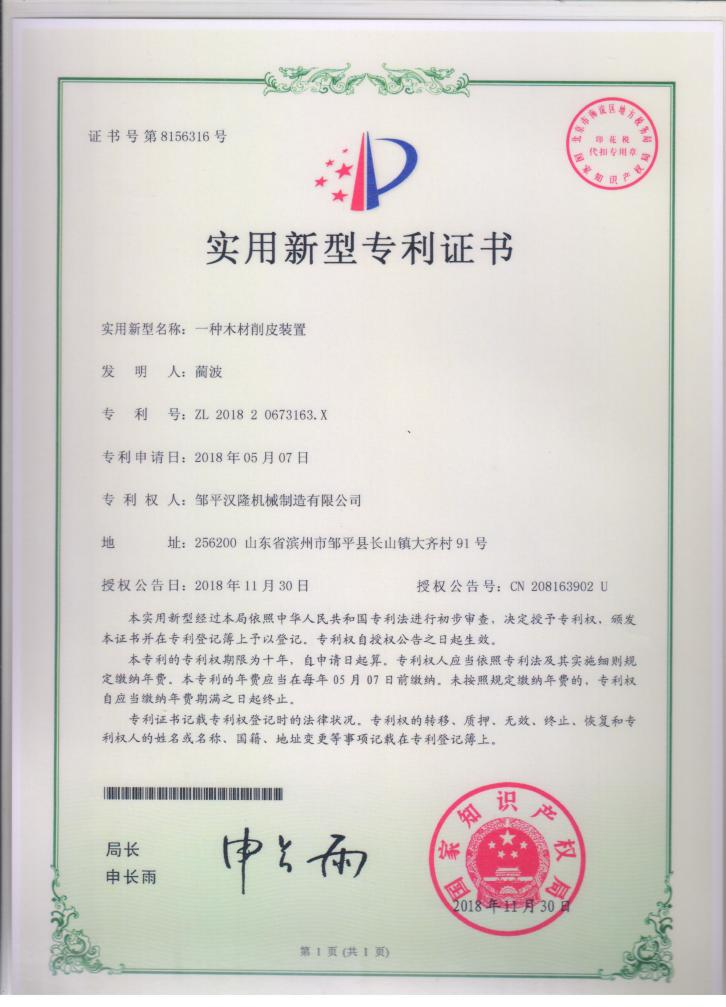 证书号第8156316号
北京市海淀区地方税务局
印花税
代扣专用章
国家知识产权局
实用新型专利证书
实用新型名称：一种木材削皮装置
发明人：蔺波
专利号：ZL 2018 2 0673163.X
专利申请日：2018年05月07日
专利权人：邹平汉隆机械制造有限公司
地址：256200 山东省滨州市邹平县长山镇大齐村91号
授权公告日：2018年11月30日 授权公告号：CN 208163902 U
本实用新型经过本局依照中华人民共和国专利法进行初步审查，决定授予专利权，颁发
本证书并在专利登记簿上予以登记。专利权自授权公告之日起生效。
本专利的专利权期限为十年，自申请日起算。专利权人应当依照专利法及其实施细则规
定缴纳年费。本专利的年费应当在每年05月07日前缴纳。未按照规定缴纳年费的，专利权
自应当缴纳年费期满之日起终止。
专利证书记载专利权登记时的法律状况。专利权的转移、质押、无效、终止、恢复和专
利权人的姓名或名称、国籍、地址变更等事项记载在专利登记簿上。
局长
申长雨
申长雨
国家知识产权局
2018年11月30日
第1页(共1页)